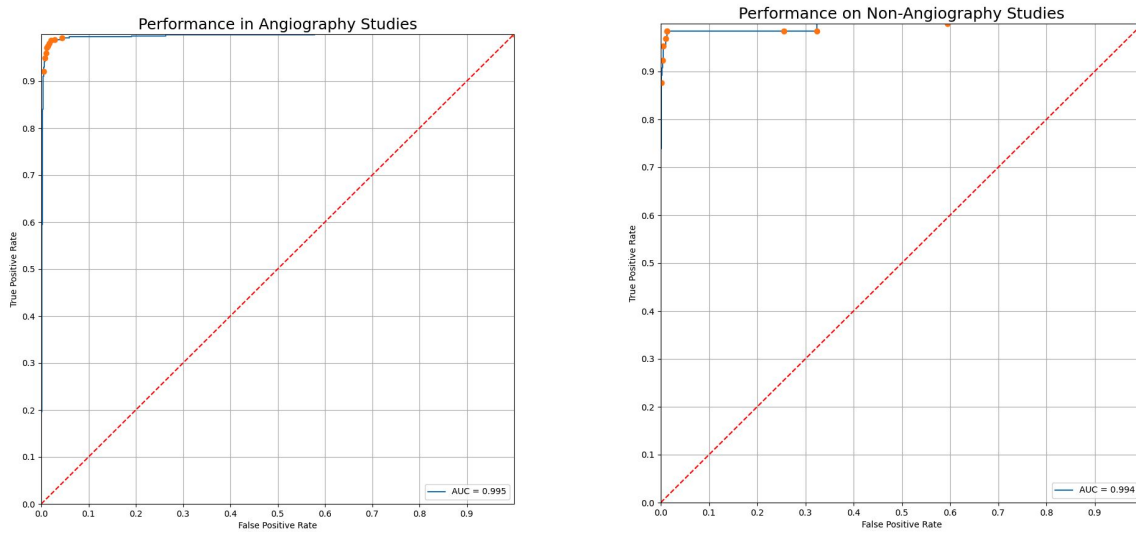 Performance in Angiography Studies
True Positive Rate
0.9
0.8
0.7
0.6
0.5
0.4
0.3
0.2
0.1
0.0
0.0 0.1 0.2 0.3 0.4 0.5 0.6 0.7 0.8 0.9
False Positive Rate
AUC = 0.995
Performance on Non-Angiography Studies
True Positive Rate
0.9
0.8
0.7
0.6
0.5
0.4
0.3
0.2
0.1
0.0
0.0 0.1 0.2 0.3 0.4 0.5 0.6 0.7 0.8 0.9
False Positive Rate
AUC = 0.994